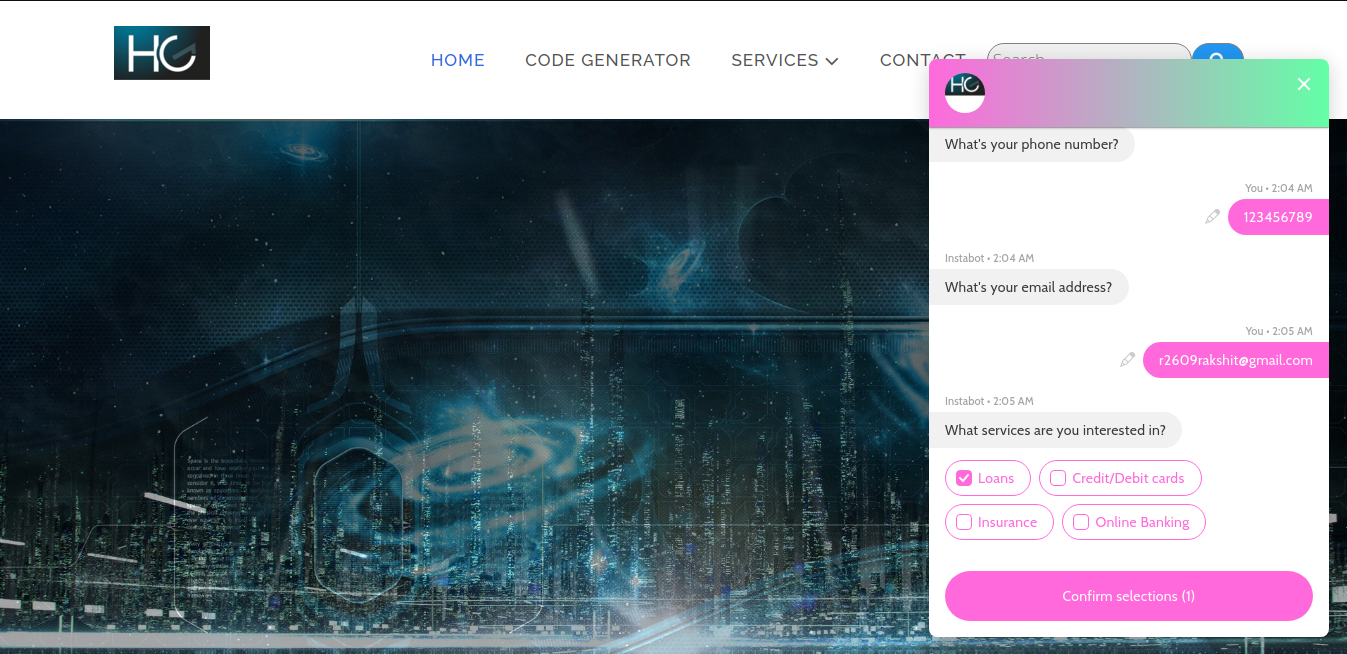 HG
HOME
CODE GENERATOR
SERVICES
CONTACT
Search
HG
What's your phone number?
You • 2:04 AM
123456789
Instabot • 2:04 AM
What's your email address?
You • 2:05 AM
r2609rakshit@gmail.com
Instabot • 2:05 AM
What services are you interested in?
Loans
Credit/Debit cards
Insurance
Online Banking
Confirm selections (1)